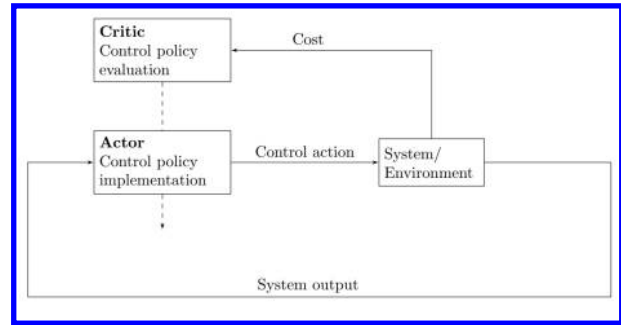 Critic
Control policy
evaluation
Cost
Actor
Control policy
implementation
Control action
System/
Environment
System output